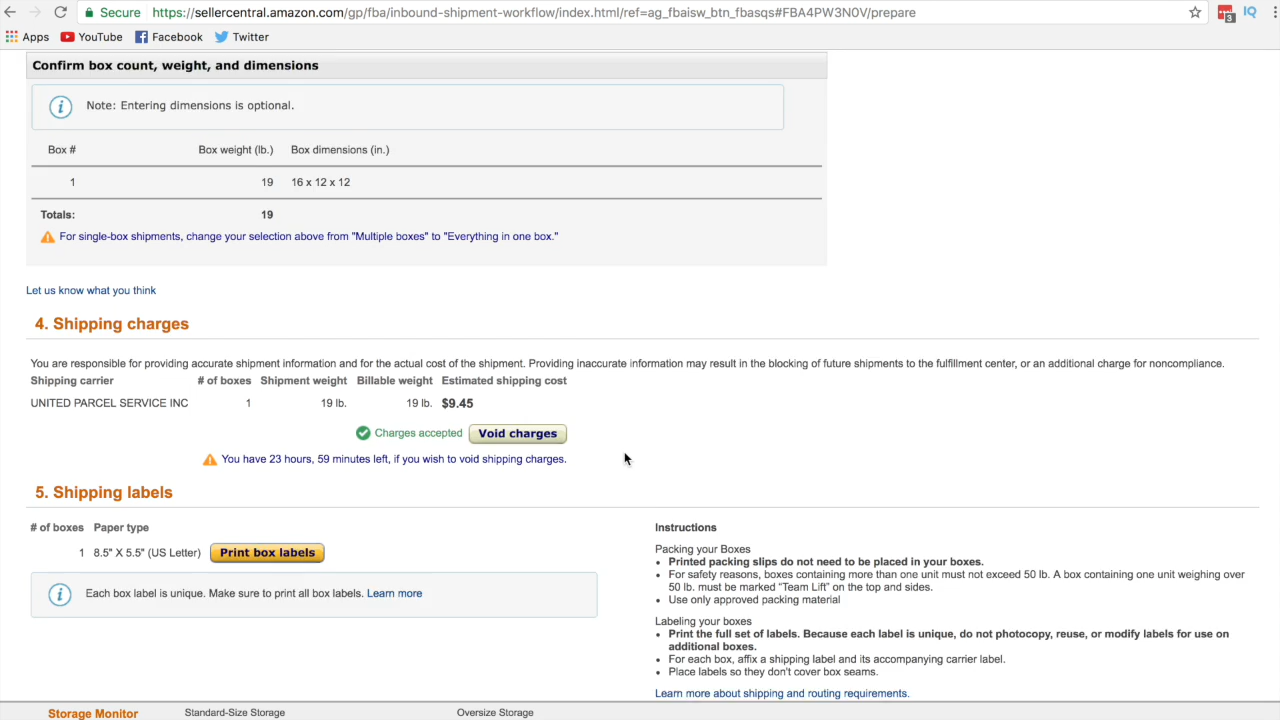 Secure https://sellercentral.amazon.com/gp/fba/inbound-shipment-workflow/index.html/ref=ag_fbaisw_btn_fbasqs#FBA4PW3N0V/prepare
3
IQ
Apps YouTube Facebook Twitter
Confirm box count, weight, and dimensions
Note: Entering dimensions is optional.
Box # Box weight (lb.) Box dimensions (in.)
1 19 16 x 12 x 12
Totals: 19
For single-box shipments, change your selection above from "Multiple boxes" to "Everything in one box."
Let us know what you think
4. Shipping charges
You are responsible for providing accurate shipment information and for the actual cost of the shipment. Providing inaccurate information may result in the blocking of future shipments to the fulfillment center, or an additional charge for noncompliance.
Shipping carrier # of boxes Shipment weight Billable weight Estimated shipping cost
UNITED PARCEL SERVICE INC 1 19 lb. 19 lb. $9.45
Charges accepted Void charges
You have 23 hours, 59 minutes left, if you wish to void shipping charges.
5. Shipping labels
# of boxes Paper type
1 8.5" X 5.5" (US Letter) Print box labels
Each box label is unique. Make sure to print all box labels. Learn more
Instructions
Packing your Boxes
• Printed packing slips do not need to be placed in your boxes.
• For safety reasons, boxes containing more than one unit must not exceed 50 lb. A box containing one unit weighing over
50 lb. must be marked “Team Lift” on the top and sides.
• Use only approved packing material
Labeling your boxes
• Print the full set of labels. Because each label is unique, do not photocopy, reuse, or modify labels for use on
additional boxes.
• For each box, affix a shipping label and its accompanying carrier label.
• Place labels so they don't cover box seams.
Learn more about shipping and routing requirements.
Storage Monitor Standard-Size Storage Oversize Storage